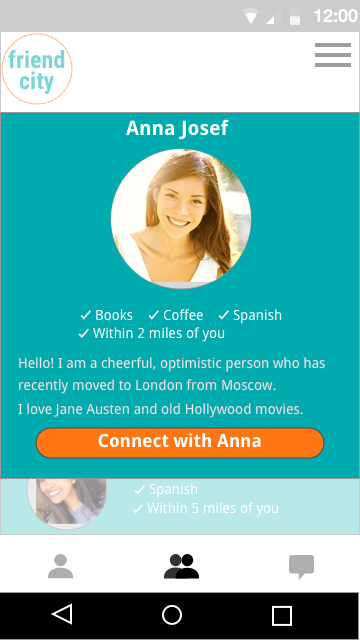 12:00
friend
city
Anna Josef
Books Coffee Spanish
Within 2 miles of you
Hello! I am a cheerful, optimistic person who has
recently moved to London from Moscow.
I love Jane Austen and old Hollywood movies.
Connect with Anna
Spanish
Within 5 miles of you